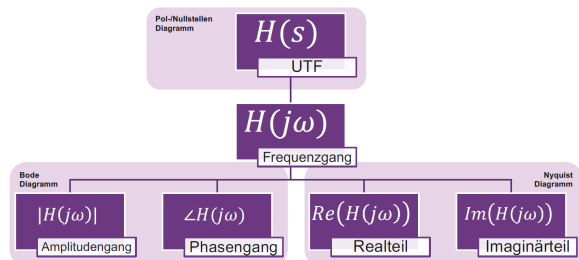 Pol-/Nullstellen
Diagramm
H(s)
UTF
H(jω)
Frequenzgang
Bode
Diagramm
Nyquist
Diagramm
|H(jω)|
Amplitudengang
∠H(jω)
Phasengang
Re(H(jω))
Realteil
Im(H(jω))
Imaginärteil